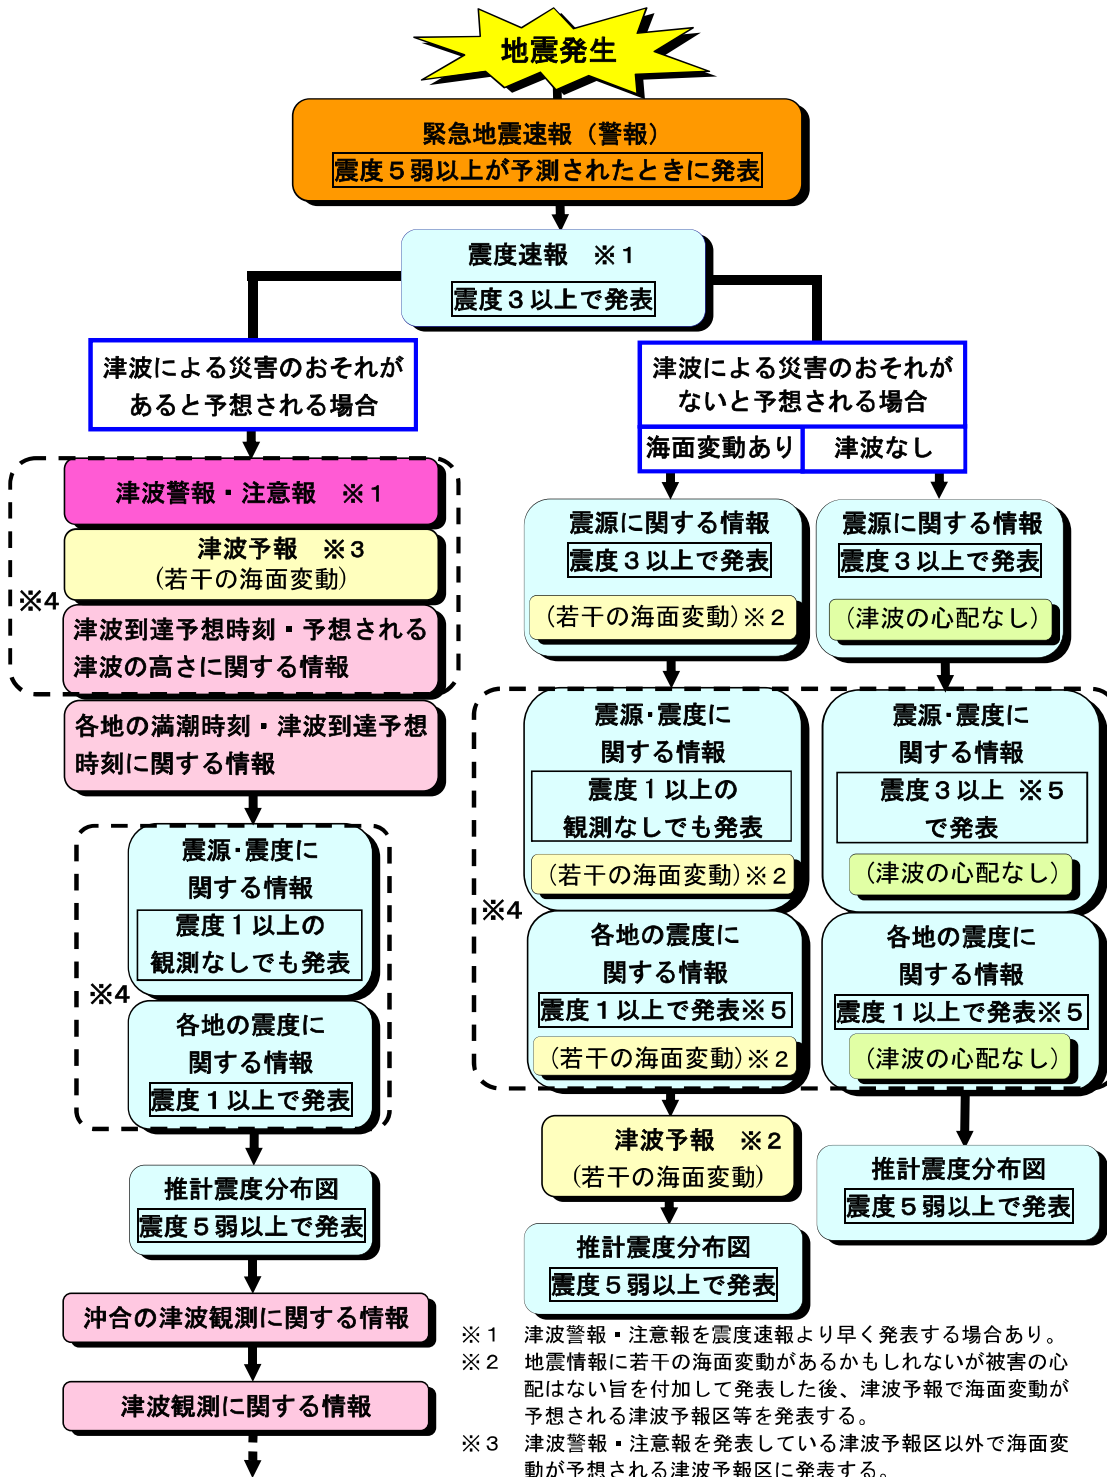 地震発生
緊急地震速報（警報）
震度５弱以上が予測されたときに発表
震度速報　※１
震度３以上で発表
津波による災害のおそれが
あると予想される場合
津波警報・注意報　※１
津波予報　※３
(若干の海面変動)
津波到達予想時刻・予想される
津波の高さに関する情報
※4
各地の満潮時刻・津波到達予想
時刻に関する情報
震源・震度に
関する情報
震度１以上の
観測なしでも発表
※4
各地の震度に
関する情報
震度１以上で発表
推計震度分布図
震度５弱以上で発表
沖合の津波観測に関する情報
津波観測に関する情報
津波による災害のおそれが
ないと予想される場合
海面変動あり
震源に関する情報
震度３以上で発表
(若干の海面変動)※２
震源・震度に
関する情報
震度１以上の
観測なしでも発表
(若干の海面変動)※２
※4
各地の震度に
関する情報
震度１以上で発表※５
(若干の海面変動)※２
津波予報　※２
(若干の海面変動)
推計震度分布図
震度５弱以上で発表
津波なし
震源に関する情報
震度３以上で発表
(津波の心配なし)
震源・震度に
関する情報
震度３以上 ※５
で発表
(津波の心配なし)
各地の震度に
関する情報
震度１以上で発表※５
(津波の心配なし)
推計震度分布図
震度５弱以上で発表
※１　津波警報・注意報を震度速報より早く発表する場合あり。
※２　地震情報に若干の海面変動があるかもしれないが被害の心
配はない旨を付加して発表した後、津波予報で海面変動が
予想される津波予報区等を発表する。
※３　津波警報・注意報を発表している津波予報区以外で海面変
動が予想される津波予報区に発表する。